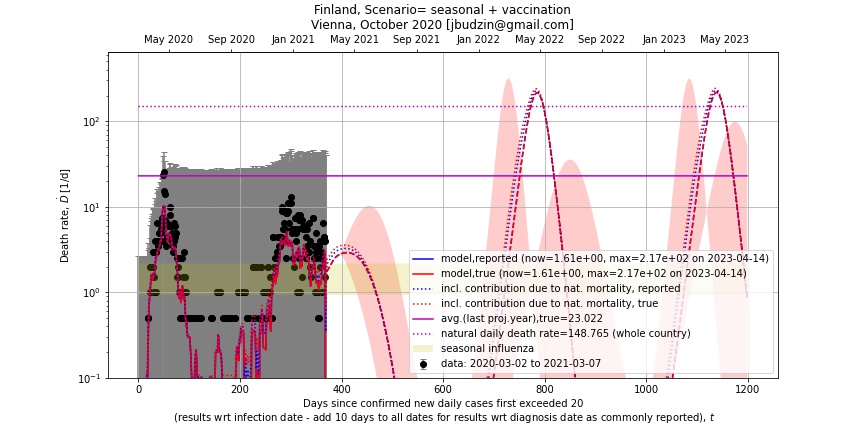 Finland, Scenario= seasonal + vaccination
Vienna, October 2020 [jbudzin@gmail.com]
May 2020 Sep 2020 Jan 2021 May 2021 Sep 2021 Jan 2022 May 2022 Sep 2022 Jan 2023 May 2023
Death rate, D [1/d]
10²
10¹
10⁰
10⁻¹
model,reported (now=1.61e+00, max=2.17e+02 on 2023-04-14)
model,true (now=1.61e+00, max=2.17e+02 on 2023-04-14)
incl. contribution due to nat. mortality, reported
incl. contribution due to nat. mortality, true
avg.(last proj.year),true=23.022
natural daily death rate=148.765 (whole country)
seasonal influenza
data: 2020-03-02 to 2021-03-07
0 200 400 600 800 1000 1200
Days since confirmed new daily cases first exceeded 20
(results wrt infection date - add 10 days to all dates for results wrt diagnosis date as commonly reported), t